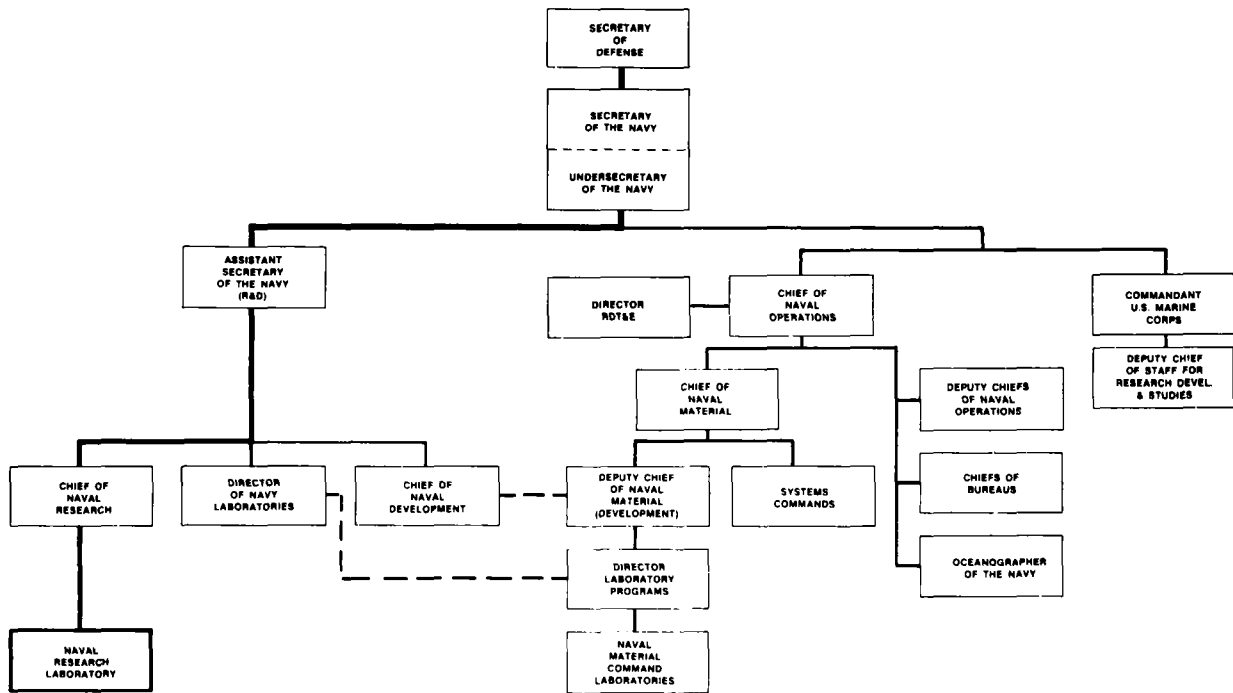 SECRETARY
OF
DEFENSE
SECRETARY
OF THE NAVY
UNDERSECRETARY
OF THE NAVY
ASSISTANT
SECRETARY
OF THE NAVY
(R&D)
DIRECTOR
RDT&E
CHIEF OF
NAVAL
OPERATIONS
COMMANDANT
U.S. MARINE
CORPS
DEPUTY CHIEF
OF STAFF FOR
RESEARCH DEVEL.
& STUDIES
CHIEF OF
NAVAL
MATERIAL
DEPUTY CHIEFS
OF NAVAL
OPERATIONS
CHIEF OF
NAVAL
RESEARCH
DIRECTOR
OF NAVY
LABORATORIES
CHIEF OF
NAVAL
DEVELOPMENT
DEPUTY CHIEF
OF NAVAL
MATERIAL
(DEVELOPMENT)
SYSTEMS
COMMANDS
CHIEFS OF
BUREAUS
DIRECTOR
LABORATORY
PROGRAMS
OCEANOGRAPHER
OF THE NAVY
NAVAL
RESEARCH
LABORATORY
NAVAL
MATERIAL
COMMAND
LABORATORIES